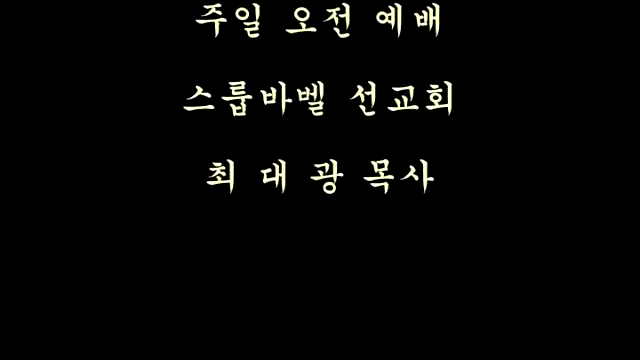 주일 오전 예배
스룹바벨 선교회
최 대 광 목사